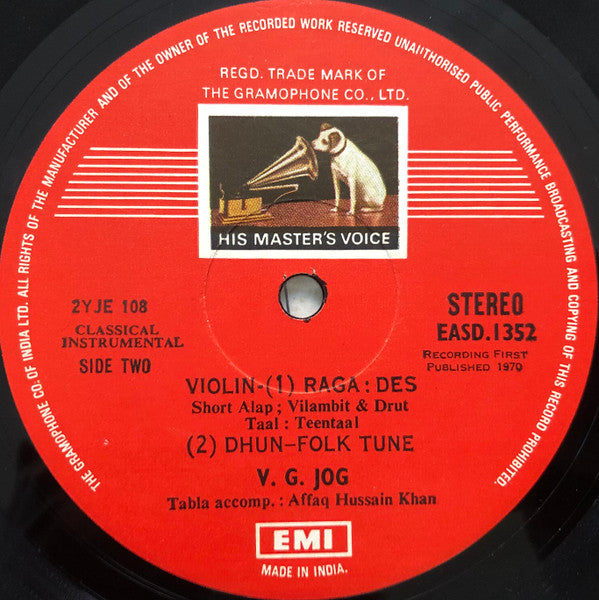 THE GRAMOPHONE CO. OF INDIA LTD. ALL RIGHTS OF THE MANUFACTURER AND OF THE OWNER OF THE RECORDED WORK RESERVED UNAUTHORISED PUBLIC PERFORMANCE BROADCASTING AND COPYING OF THIS RECORD PROHIBITED.
REGD. TRADE MARK OF
THE GRAMOPHONE CO., LTD.
HIS MASTER'S VOICE
2YJE 108
CLASSICAL
INSTRUMENTAL
SIDE TWO
STEREO
EASD.1352
RECORDING FIRST
PUBLISHED 1970
VIOLIN-(1) RAGA : DES
Short Alap ; Vilambit & Drut
Taal : Teentaal
(2) DHUN-FOLK TUNE
V. G. JOG
Tabla accomp. : Affaq Hussain Khan
EMI
MADE IN INDIA.